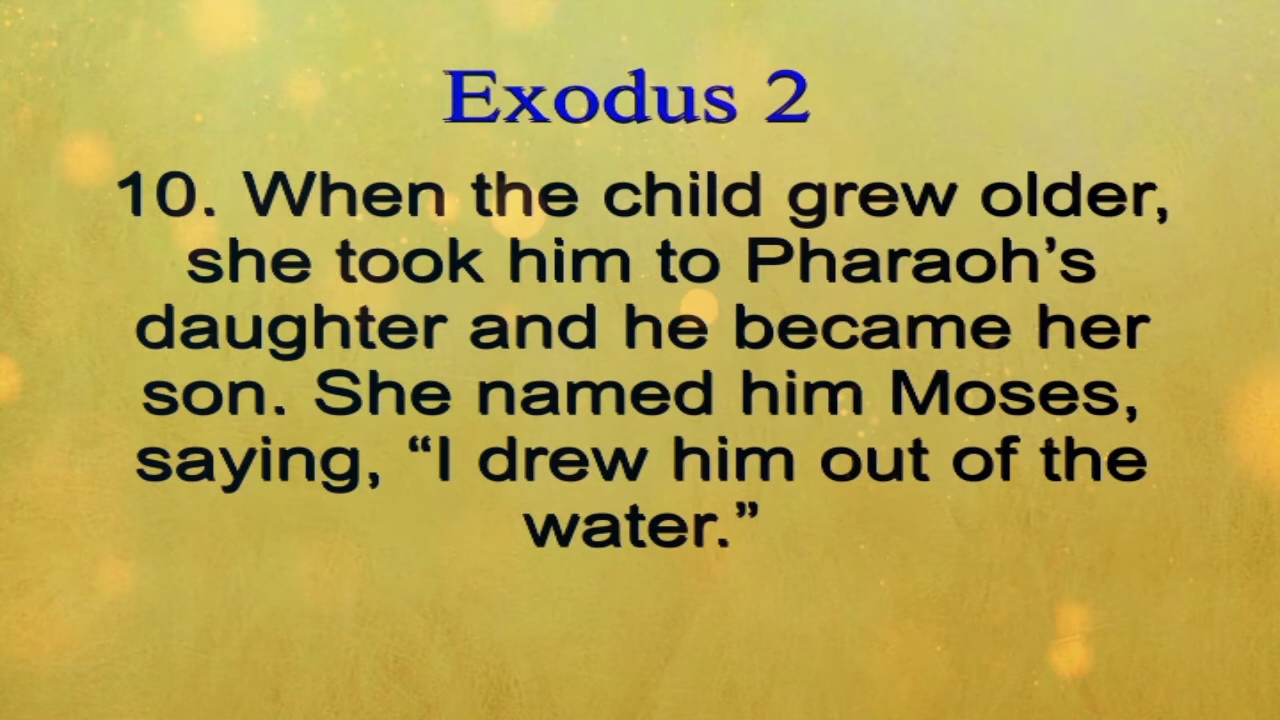 Exodus 2
10. When the child grew older,
she took him to Pharaoh’s
daughter and he became her
son. She named him Moses,
saying, “I drew him out of the
water.”